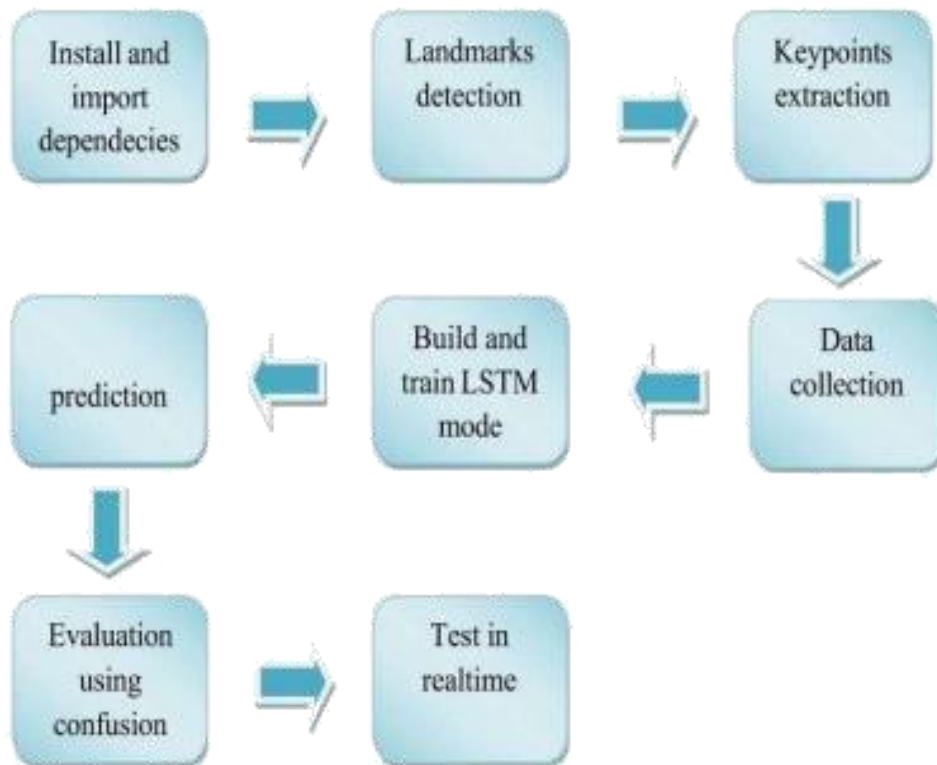 Install and
import
dependecies
Landmarks
detection
Keypoints
extraction
Data
collection
Build and
train LSTM
mode
prediction
Evaluation
using
confusion
Test in
realtime